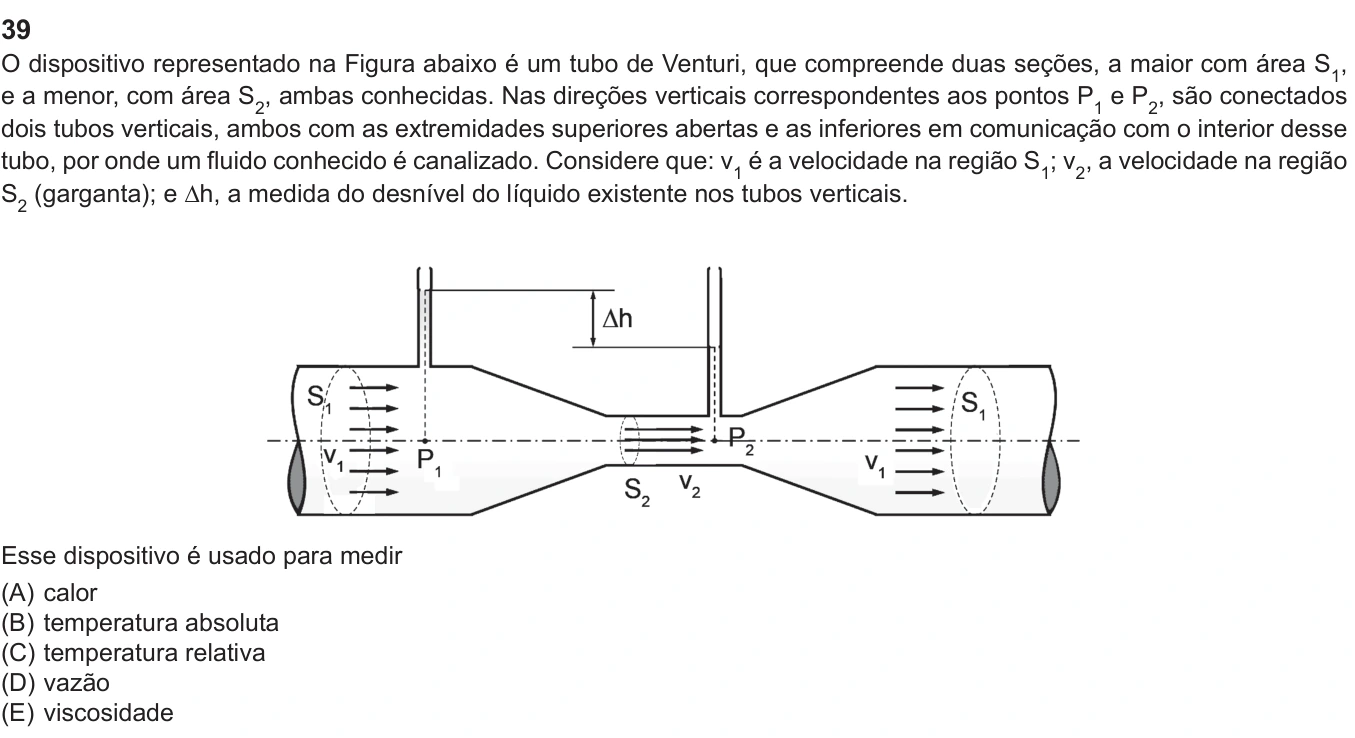 39
O dispositivo representado na Figura abaixo é um tubo de Venturi, que compreende duas seções, a maior com área S₁,
e a menor, com área S₂, ambas conhecidas. Nas direções verticais correspondentes aos pontos P₁ e P₂, são conectados
dois tubos verticais, ambos com as extremidades superiores abertas e as inferiores em comunicação com o interior desse
tubo, por onde um fluido conhecido é canalizado. Considere que: v₁ é a velocidade na região S₁; v₂, a velocidade na região
S₂ (garganta); e Δh, a medida do desnível do líquido existente nos tubos verticais.
Δh
S₁
S₁
P₂
v₁
P₁
v₁
S₂
v₂
Esse dispositivo é usado para medir
(A) calor
(B) temperatura absoluta
(C) temperatura relativa
(D) vazão
(E) viscosidade